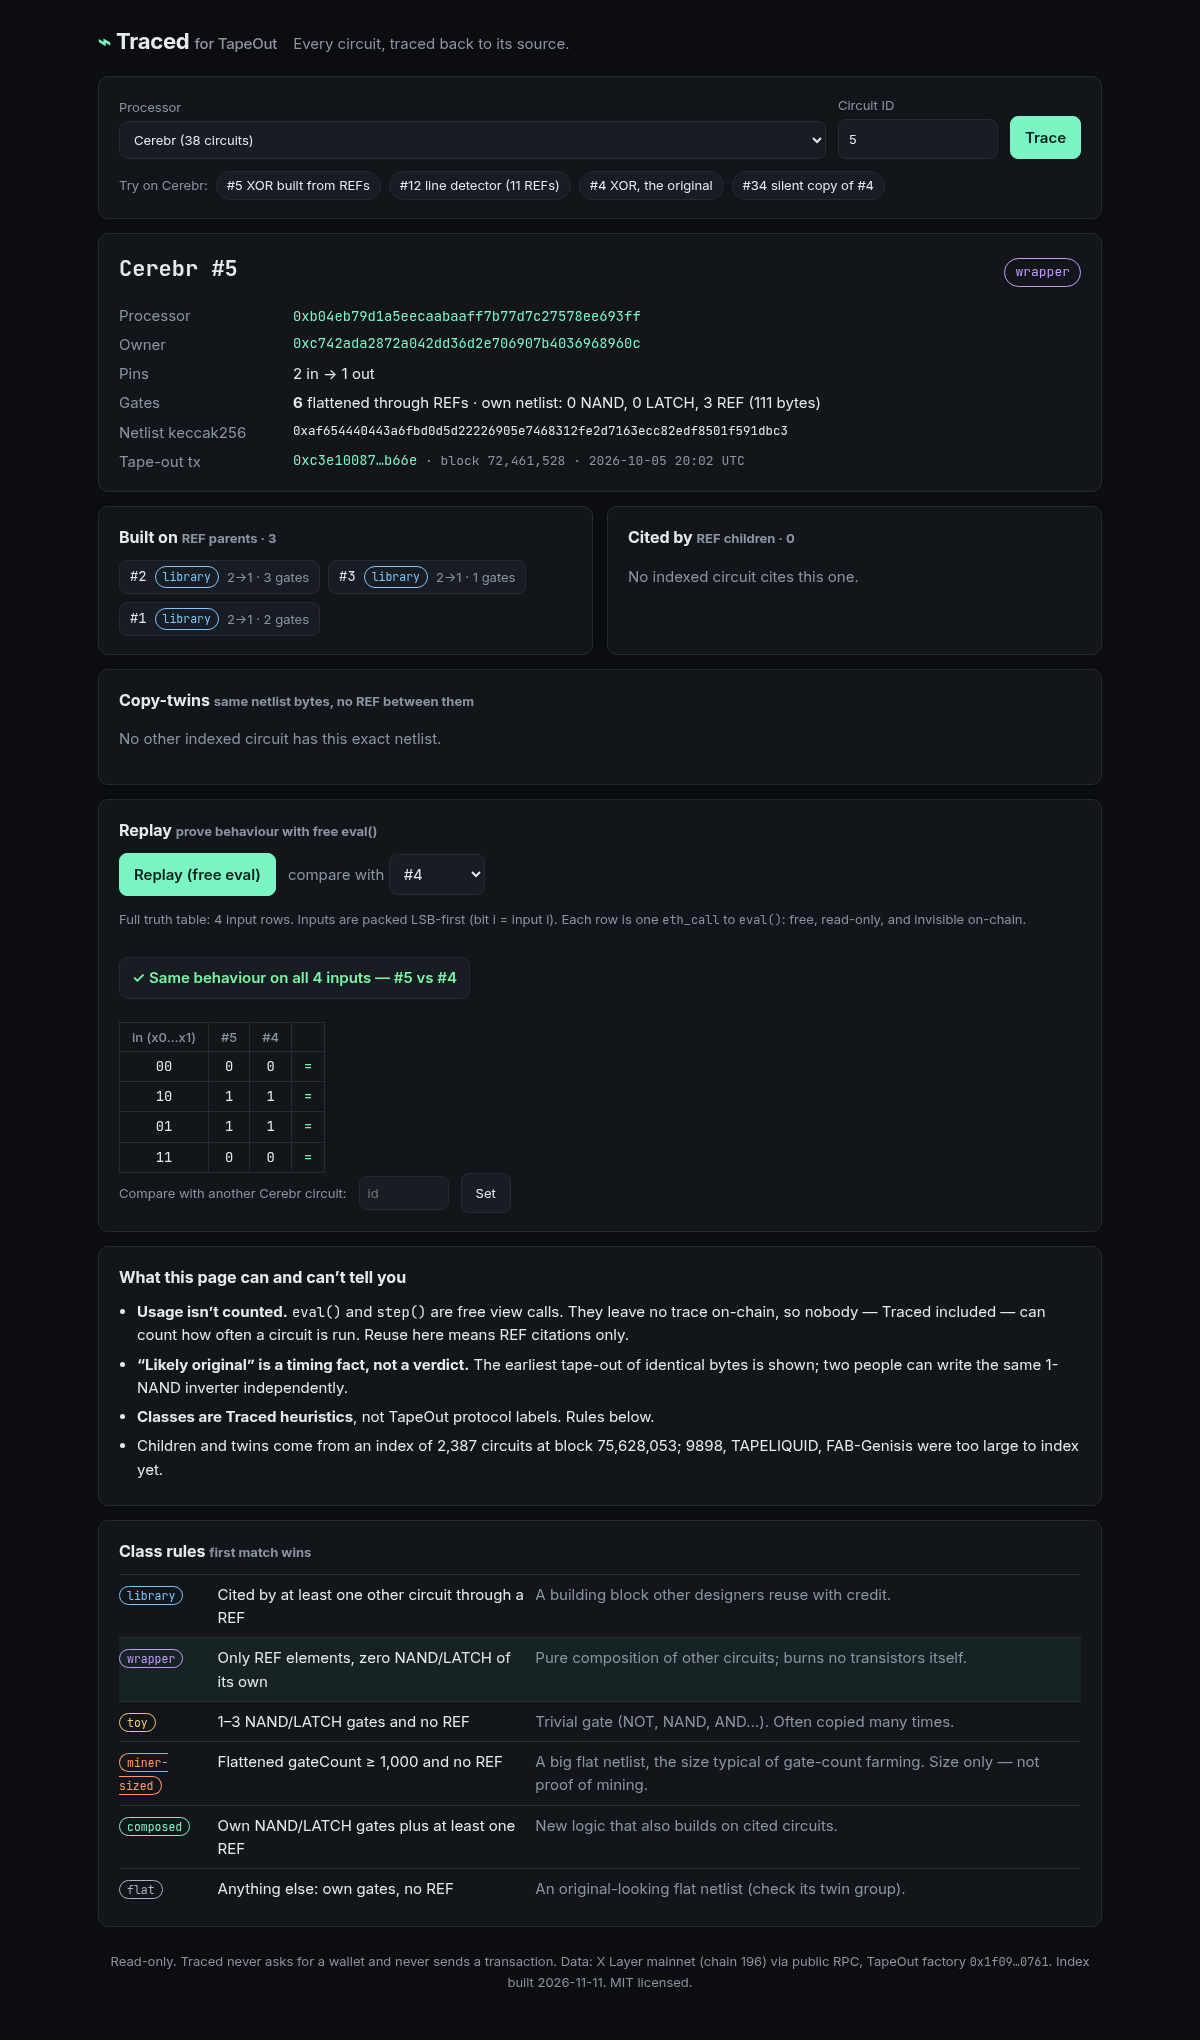 ⌁ Traced for TapeOut Every circuit, traced back to its source.
Processor
Circuit ID
Cerebr (38 circuits)
5
Trace
Try on Cerebr: #5 XOR built from REFs #12 line detector (11 REFs) #4 XOR, the original #34 silent copy of #4
Cerebr #5
wrapper
Processor 0xb04eb79d1a5eecaabaaff7b77d7c27578ee693ff
Owner 0xc742ada2872a042dd36d2e706907b4036968960c
Pins 2 in → 1 out
Gates 6 flattened through REFs · own netlist: 0 NAND, 0 LATCH, 3 REF (111 bytes)
Netlist keccak256 0xaf654440443a6fbd0d5d22226905e7468312fe2d7163ecc82edf8501f591dbc3
Tape-out tx 0xc3e10087…b66e · block 72,461,528 · 2026-10-05 20:02 UTC
Built on REF parents · 3
#2 library 2→1 · 3 gates #3 library 2→1 · 1 gates
#1 library 2→1 · 2 gates
Cited by REF children · 0
No indexed circuit cites this one.
Copy-twins same netlist bytes, no REF between them
No other indexed circuit has this exact netlist.
Replay prove behaviour with free eval()
Replay (free eval) compare with #4
Full truth table: 4 input rows. Inputs are packed LSB-first (bit i = input i). Each row is one eth_call to eval(): free, read-only, and invisible on-chain.
✓ Same behaviour on all 4 inputs — #5 vs #4
in (x0…x1) #5 #4
00 0 0 =
10 1 1 =
01 1 1 =
11 0 0 =
Compare with another Cerebr circuit: id Set
What this page can and can’t tell you
• Usage isn’t counted. eval() and step() are free view calls. They leave no trace on-chain, so nobody — Traced included — can
count how often a circuit is run. Reuse here means REF citations only.
• “Likely original” is a timing fact, not a verdict. The earliest tape-out of identical bytes is shown; two people can write the same 1-
NAND inverter independently.
• Classes are Traced heuristics, not TapeOut protocol labels. Rules below.
• Children and twins come from an index of 2,387 circuits at block 75,628,053; 9898, TAPELIQUID, FAB-Genisis were too large to index
yet.
Class rules first match wins
library Cited by at least one other circuit through a A building block other designers reuse with credit.
REF
wrapper Only REF elements, zero NAND/LATCH of Pure composition of other circuits; burns no transistors itself.
its own
toy 1–3 NAND/LATCH gates and no REF Trivial gate (NOT, NAND, AND…). Often copied many times.
miner- Flattened gateCount ≥ 1,000 and no REF A big flat netlist, the size typical of gate-count farming. Size only — not
sized proof of mining.
composed Own NAND/LATCH gates plus at least one New logic that also builds on cited circuits.
REF
flat Anything else: own gates, no REF An original-looking flat netlist (check its twin group).
Read-only. Traced never asks for a wallet and never sends a transaction. Data: X Layer mainnet (chain 196) via public RPC, TapeOut factory 0x1f09…0761. Index
built 2026-11-11. MIT licensed.